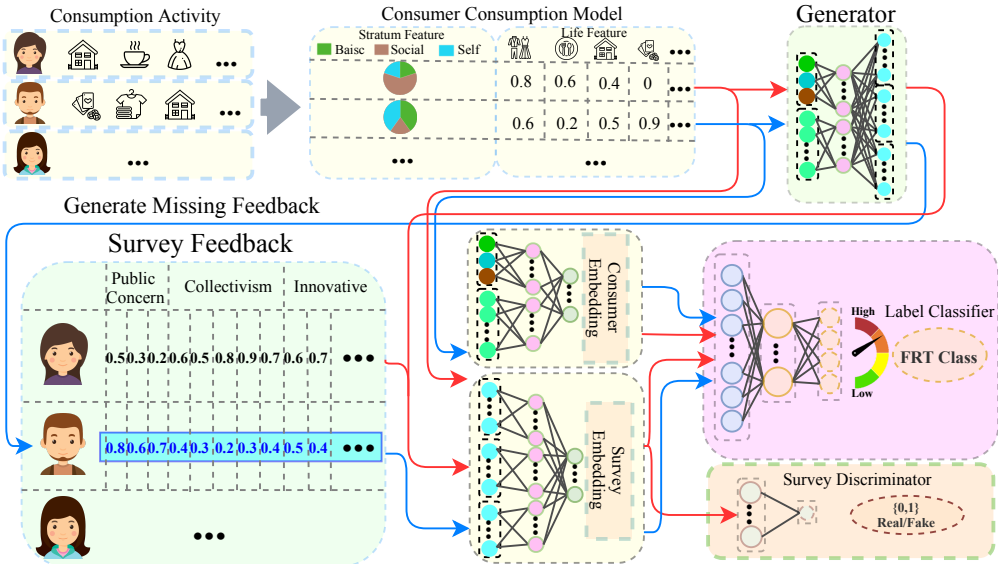 Consumption Activity
Consumer Consumption Model
Generator
Stratum Feature
Baisc
Social
Self
Life Feature
...
0.8 0.6 0.4 0 ...
0.6 0.2 0.5 0.9 ...
...
...
...
...
...
Generate Missing Feedback
Survey Feedback
Public
Concern
Collectivism
Innovative
0.5 0.3 0.2 0.6 0.5 0.8 0.9 0.7 0.6 0.7 ...
0.8 0.6 0.7 0.4 0.3 0.2 0.3 0.4 0.5 0.4 ...
...
Consumer
Embedding
Survey
Embedding
High
Low
Label Classifier
FRT Class
Survey Discriminator
{0,1}
Real/Fake